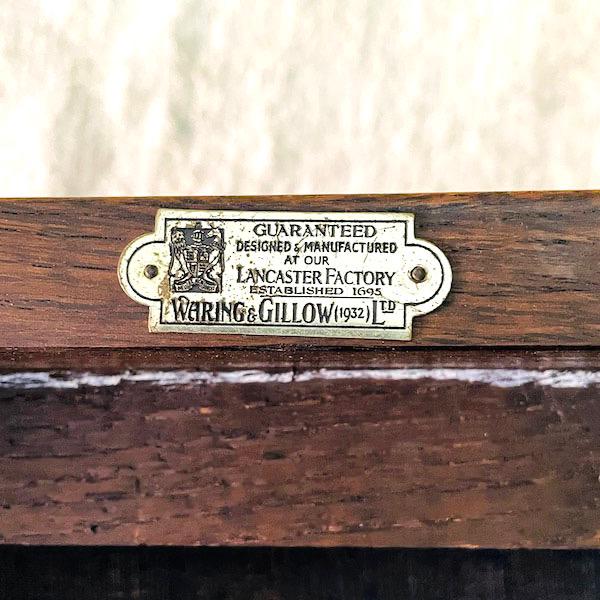 GUARANTEED
DESIGNED & MANUFACTURED
AT OUR
LANCASTER FACTORY
ESTABLISHED 1695
WARING & GILLOW (1932) LTD